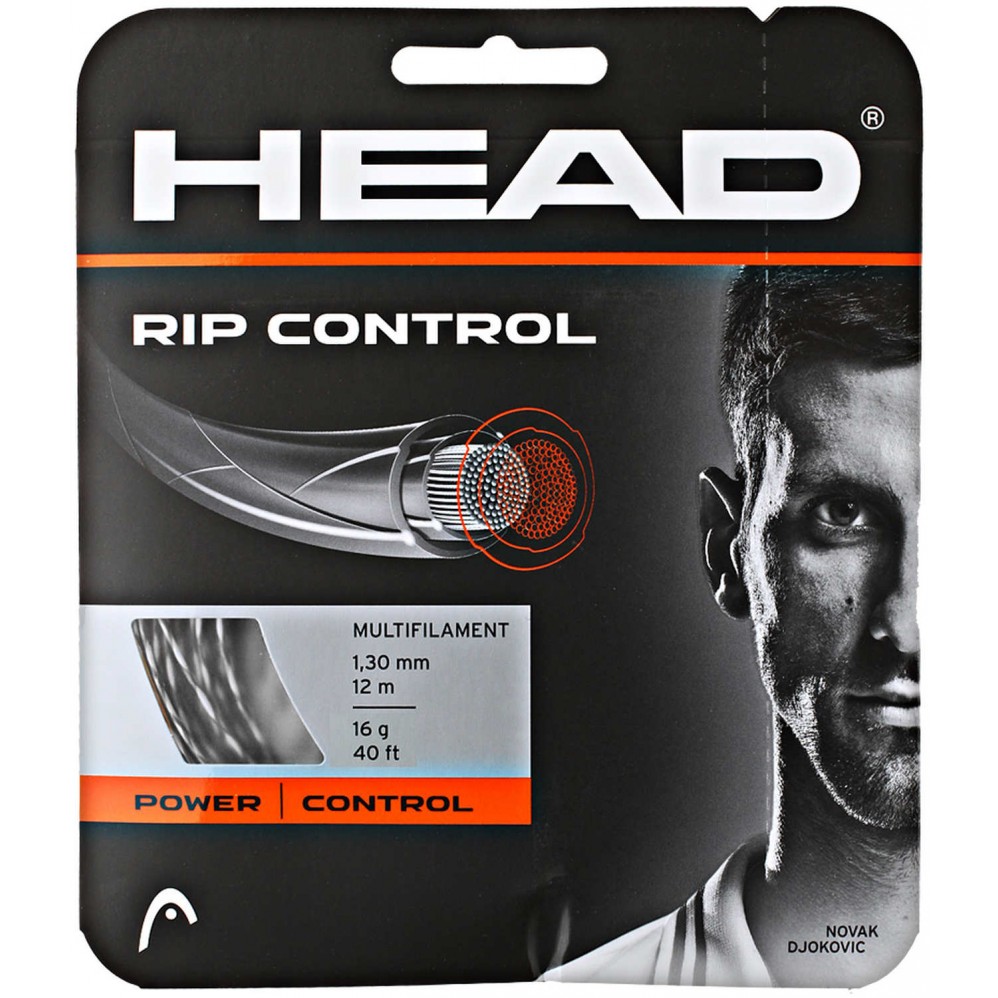 HEAD®
RIP CONTROL
MULTIFILAMENT
1,30 mm
12 m
16 g
40 ft
POWER | CONTROL
NOVAK
DJOKOVIC